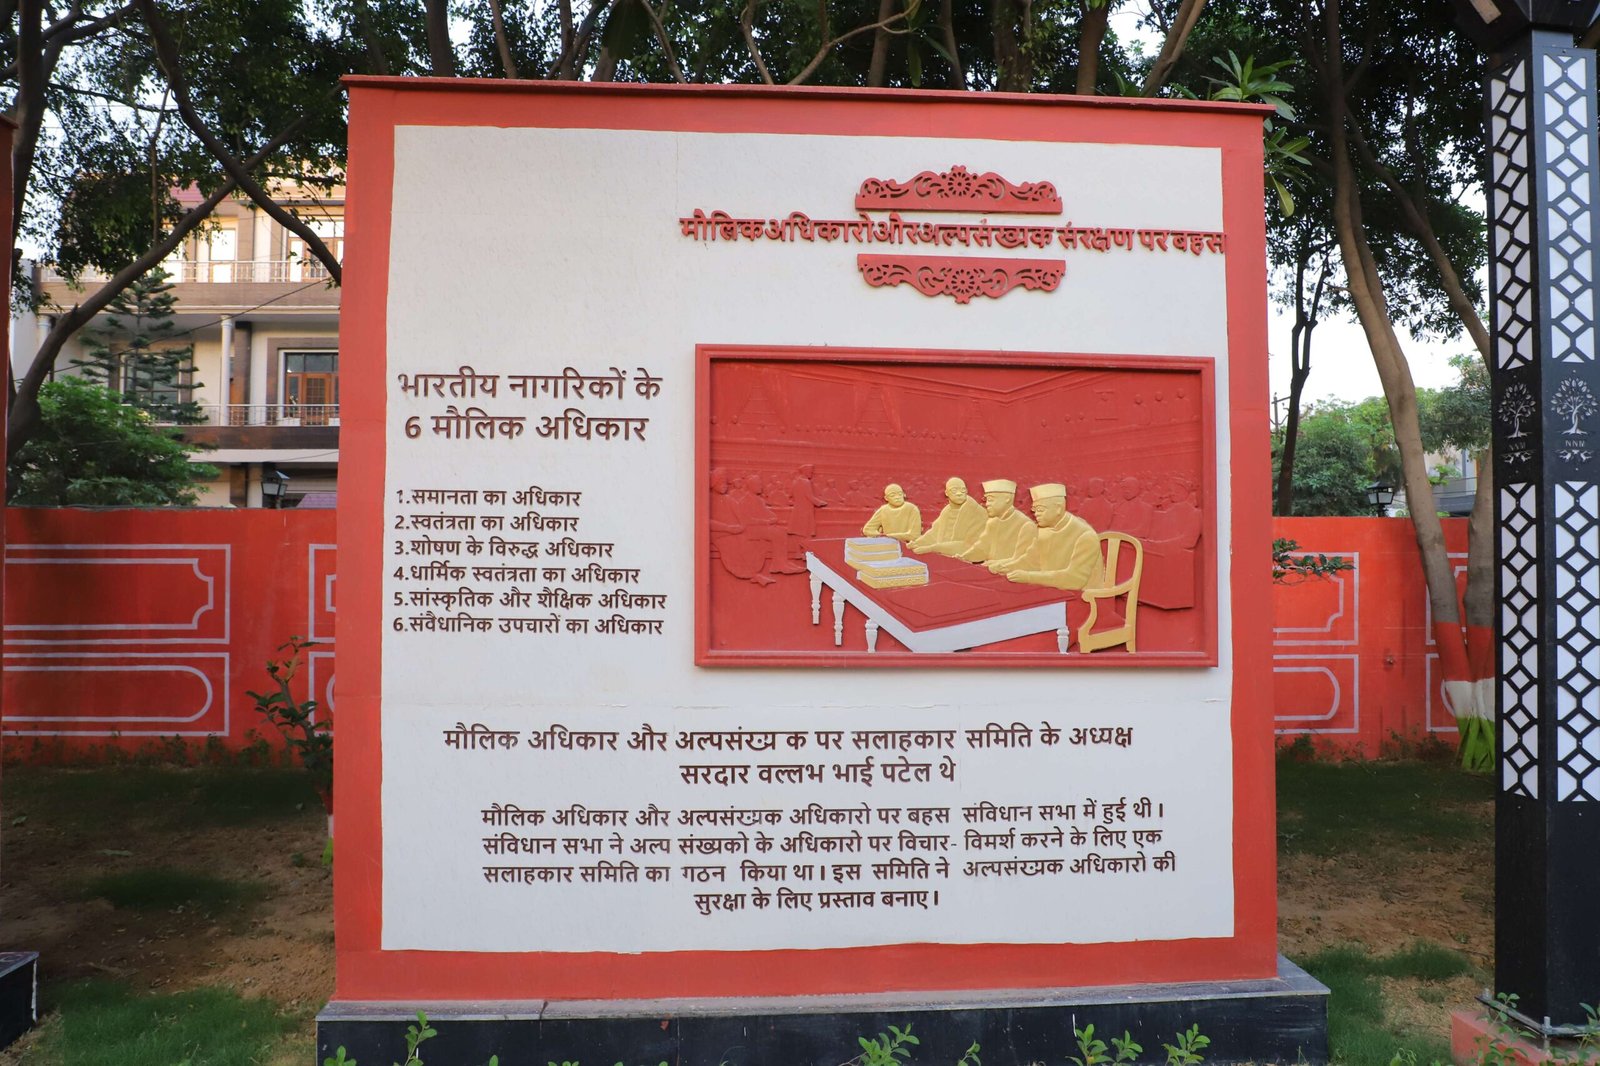 मौलिकअधिकारोऔरअल्पसंख्यक संरक्षण पर बहस
भारतीय नागरिकों के
6 मौलिक अधिकार
1.समानता का अधिकार
2.स्वतंत्रता का अधिकार
3.शोषण के विरुद्ध अधिकार
4.धार्मिक स्वतंत्रता का अधिकार
5.सांस्कृतिक और शैक्षिक अधिकार
6.संवैधानिक उपचारों का अधिकार
मौलिक अधिकार और अल्पसंख्य क पर सलाहकार समिति के अध्यक्ष
सरदार वल्लभ भाई पटेल थे
मौलिक अधिकार और अल्पसंख्यक अधिकारो पर बहस संविधान सभा में हुई थी।
संविधान सभा ने अल्प संख्यको के अधिकारो पर विचार- विमर्श करने के लिए एक
सलाहकार समिति का गठन किया था। इस समिति ने अल्पसंख्यक अधिकारो की
सुरक्षा के लिए प्रस्ताव बनाए।
NNN